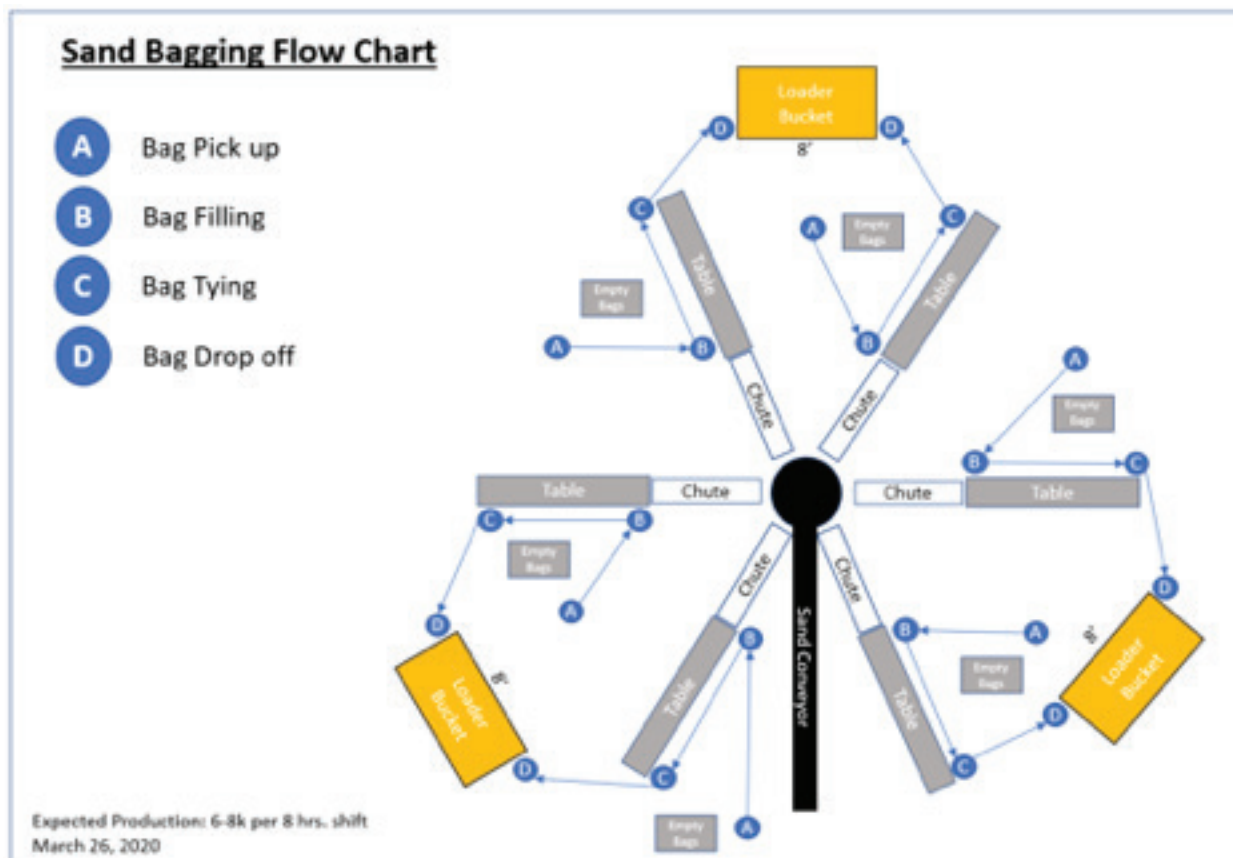 Sand Bagging Flow Chart
A Bag Pick up
B Bag Filling
C Bag Tying
D Bag Drop off
Loader
Bucket
8'
D
D
C
Table
Empty
Bags
A
B
Chute
A
Empty
Bags
C
Table
B
Chute
A
Empty
Bags
B
C
Chute
Table
D
Table
Chute
C
B
Empty
Bags
A
D
Loader
Bucket
8'
D
Chute
B
Table
C
Empty
Bags
A
Sand Conveyor
Chute
B
A
Empty
Bags
Table
C
D
8'
Loader
Bucket
Expected Production: 6-8k per 8 hrs. shift
March 26, 2020